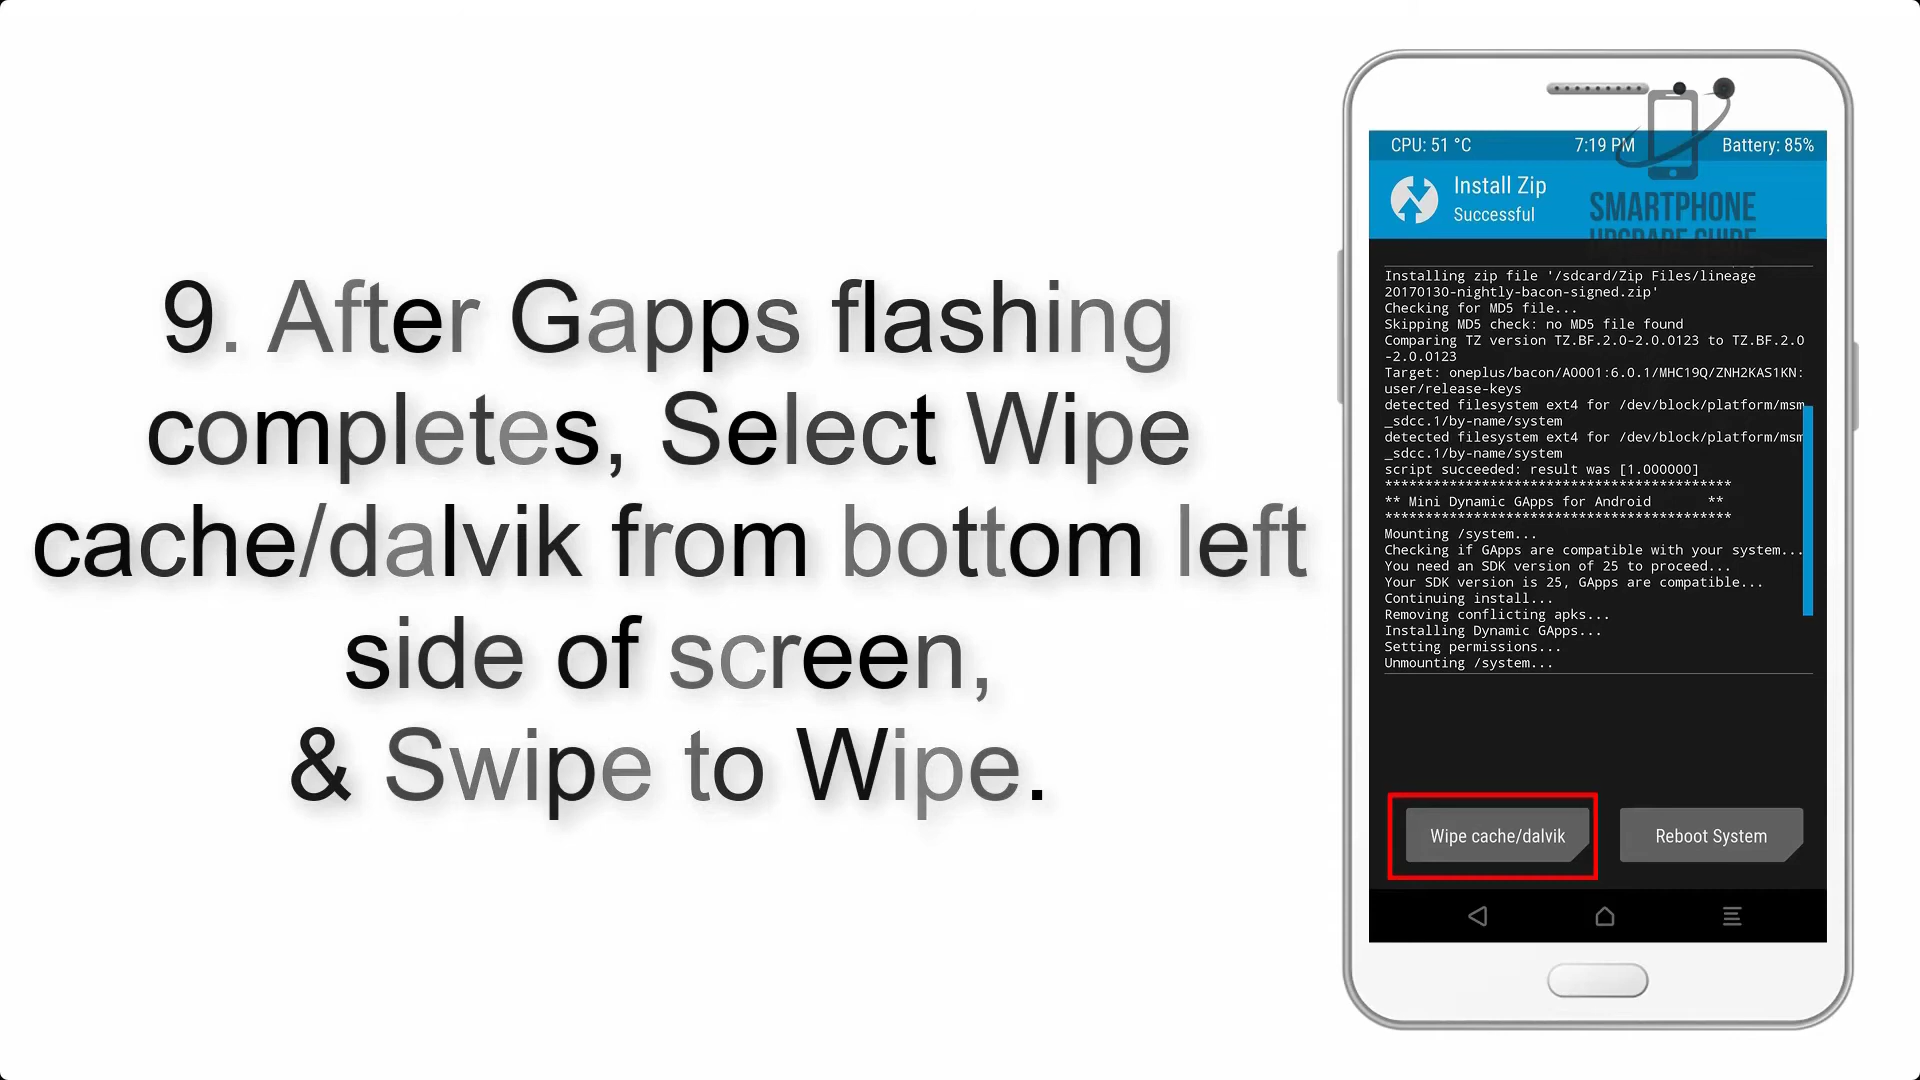 9. After Gapps flashing
completes, Select Wipe
cache/dalvik from bottom left
side of screen,
& Swipe to Wipe.
CPU: 51 °C 7:19 PM Battery: 85%
Install Zip
Successful
SMARTPHONE
UPGRADE GUIDE
Installing zip file '/sdcard/Zip Files/lineage
20170130-nightly-bacon-signed.zip'
Checking for MD5 file...
Skipping MD5 check: no MD5 file found
Comparing TZ version TZ.BF.2.0-2.0.0123 to TZ.BF.2.0
-2.0.0123
Target: oneplus/bacon/A0001:6.0.1/MHC19Q/ZNH2KAS1KN:
user/release-keys
detected filesystem ext4 for /dev/block/platform/msm
_sdcc.1/by-name/system
detected filesystem ext4 for /dev/block/platform/msm
_sdcc.1/by-name/system
script succeeded: result was [1.000000]
*******************************************
** Mini Dynamic GApps for Android **
*******************************************
Mounting /system...
Checking if GApps are compatible with your system...
You need an SDK version of 25 to proceed...
Your SDK version is 25, GApps are compatible...
Continuing install...
Removing conflicting apks...
Installing Dynamic GApps...
Setting permissions...
Unmounting /system...
Wipe cache/dalvik Reboot System